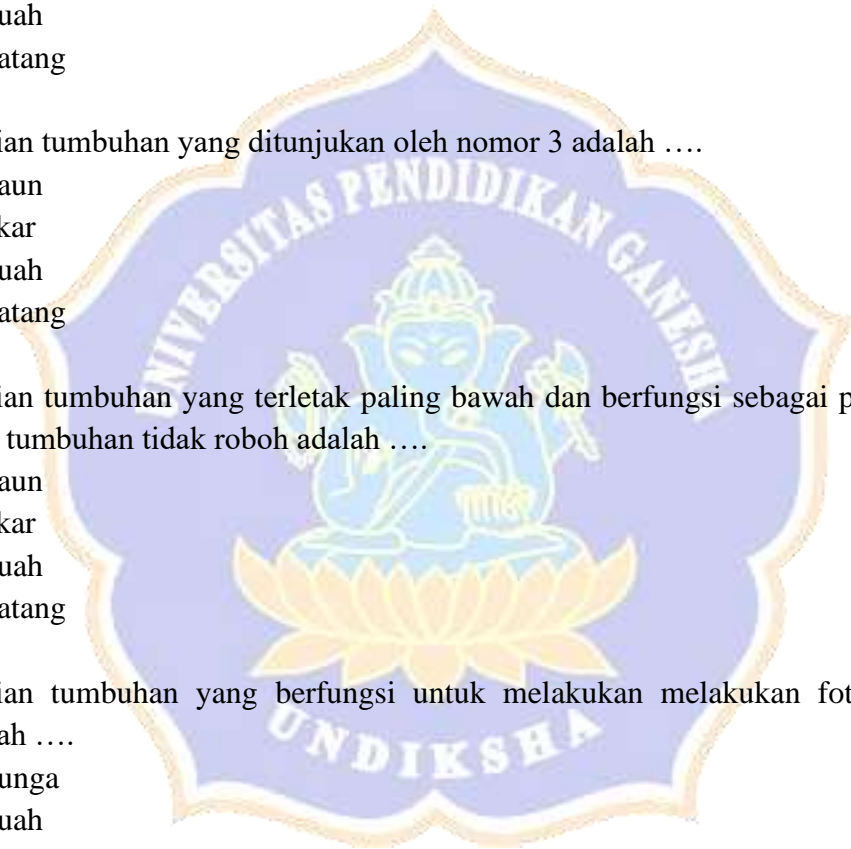 uah
atang
ian tumbuhan yang ditunjukan oleh nomor 3 adalah ….
aun
kar
uah
atang
ian tumbuhan yang terletak paling bawah dan berfungsi sebagai p
tumbuhan tidak roboh adalah ….
aun
kar
uah
atang
ian tumbuhan yang berfungsi untuk melakukan melakukan fot
ah ….
unga
uah
UNIVERSITAS PENDIDIKAN GANESH
UNDIKSHA